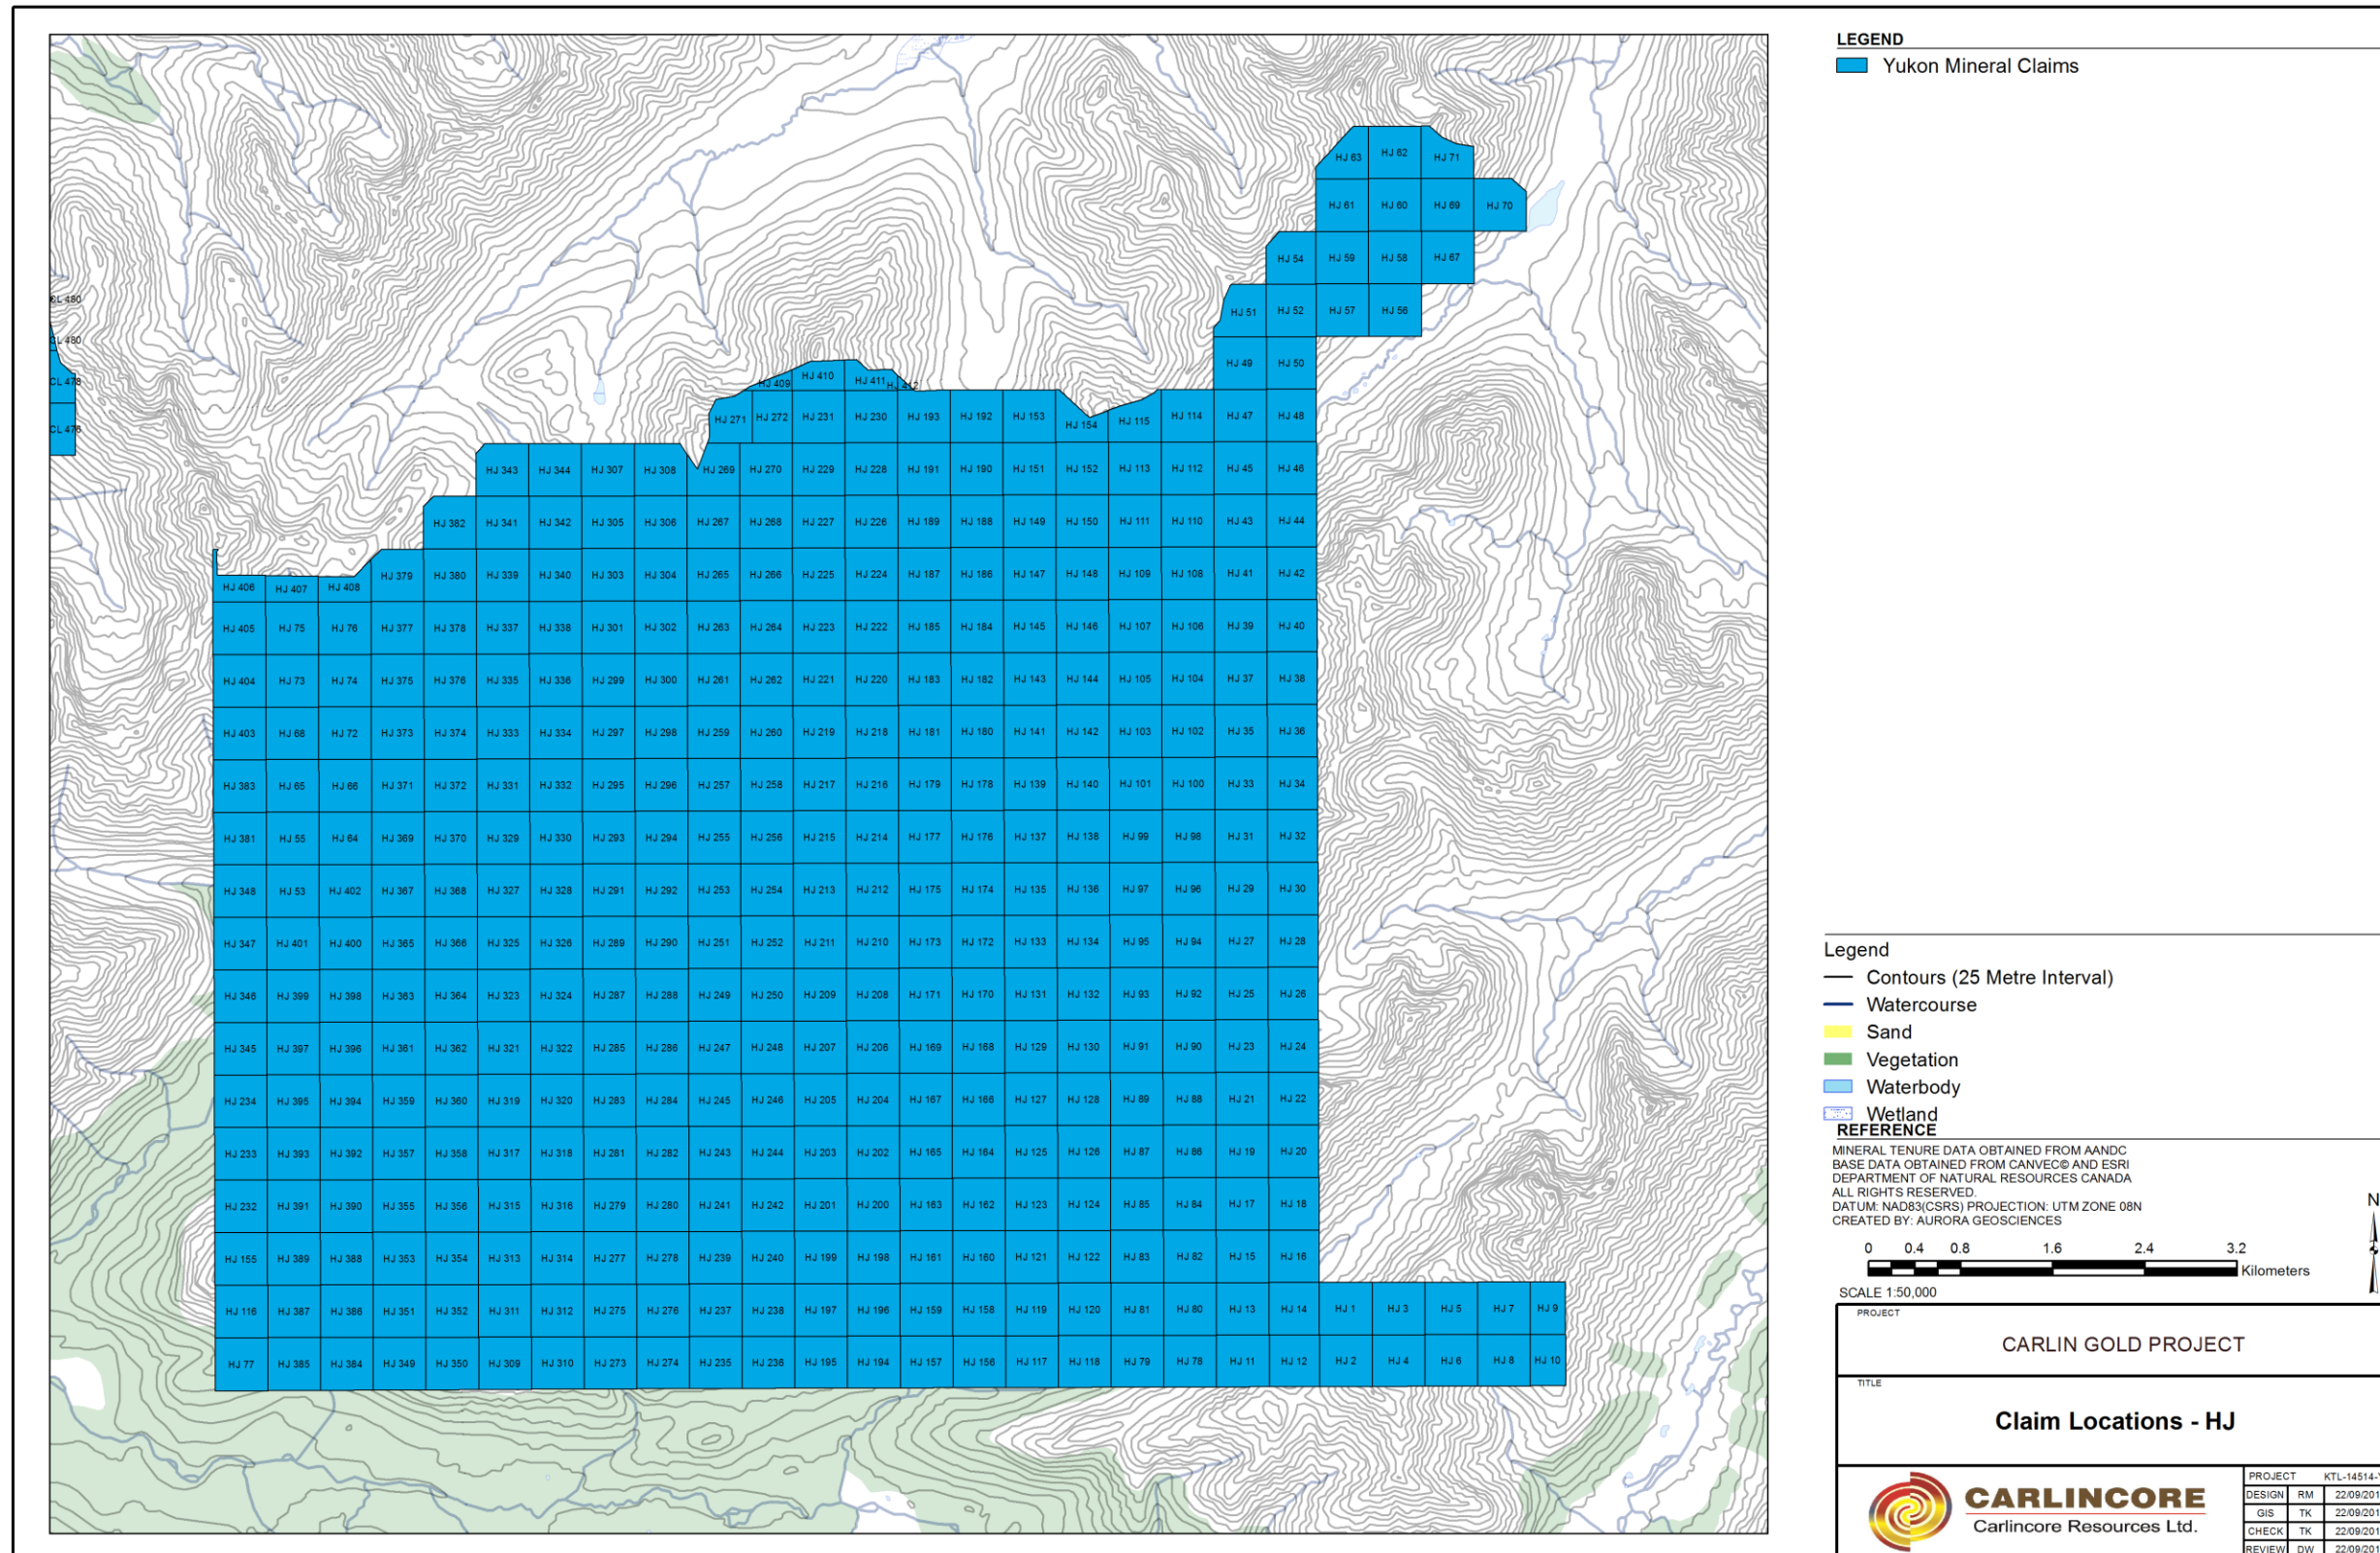 HJ 63 HJ 62 HJ 71
HJ 61 HJ 60 HJ 69 HJ 70
HJ 54 HJ 59 HJ 58 HJ 67
CL 480
HJ 51 HJ 52 HJ 57 HJ 56
CL 480
HJ 49 HJ 50
CL 478
HJ 409 HJ 410 HJ 411 HJ 412
CL 476
HJ 271 HJ 272 HJ 231 HJ 230 HJ 193 HJ 192 HJ 153 HJ 154 HJ 115 HJ 114 HJ 47 HJ 48
HJ 343 HJ 344 HJ 307 HJ 308 HJ 269 HJ 270 HJ 229 HJ 228 HJ 191 HJ 190 HJ 151 HJ 152 HJ 113 HJ 112 HJ 45 HJ 46
HJ 382 HJ 341 HJ 342 HJ 305 HJ 306 HJ 267 HJ 268 HJ 227 HJ 226 HJ 189 HJ 188 HJ 149 HJ 150 HJ 111 HJ 110 HJ 43 HJ 44
HJ 406 HJ 407 HJ 408 HJ 379 HJ 380 HJ 339 HJ 340 HJ 303 HJ 304 HJ 265 HJ 266 HJ 225 HJ 224 HJ 187 HJ 186 HJ 147 HJ 148 HJ 109 HJ 108 HJ 41 HJ 42
HJ 405 HJ 75 HJ 76 HJ 377 HJ 378 HJ 337 HJ 338 HJ 301 HJ 302 HJ 263 HJ 264 HJ 223 HJ 222 HJ 185 HJ 184 HJ 145 HJ 146 HJ 107 HJ 106 HJ 39 HJ 40
HJ 404 HJ 73 HJ 74 HJ 375 HJ 376 HJ 335 HJ 336 HJ 299 HJ 300 HJ 261 HJ 262 HJ 221 HJ 220 HJ 183 HJ 182 HJ 143 HJ 144 HJ 105 HJ 104 HJ 37 HJ 38
HJ 403 HJ 68 HJ 72 HJ 373 HJ 374 HJ 333 HJ 334 HJ 297 HJ 298 HJ 259 HJ 260 HJ 219 HJ 218 HJ 181 HJ 180 HJ 141 HJ 142 HJ 103 HJ 102 HJ 35 HJ 36
HJ 383 HJ 65 HJ 66 HJ 371 HJ 372 HJ 331 HJ 332 HJ 295 HJ 296 HJ 257 HJ 258 HJ 217 HJ 216 HJ 179 HJ 178 HJ 139 HJ 140 HJ 101 HJ 100 HJ 33 HJ 34
HJ 381 HJ 55 HJ 64 HJ 369 HJ 370 HJ 329 HJ 330 HJ 293 HJ 294 HJ 255 HJ 256 HJ 215 HJ 214 HJ 177 HJ 176 HJ 137 HJ 138 HJ 99 HJ 98 HJ 31 HJ 32
HJ 348 HJ 53 HJ 402 HJ 367 HJ 368 HJ 327 HJ 328 HJ 291 HJ 292 HJ 253 HJ 254 HJ 213 HJ 212 HJ 175 HJ 174 HJ 135 HJ 136 HJ 97 HJ 96 HJ 29 HJ 30
HJ 347 HJ 401 HJ 400 HJ 365 HJ 366 HJ 325 HJ 326 HJ 289 HJ 290 HJ 251 HJ 252 HJ 211 HJ 210 HJ 173 HJ 172 HJ 133 HJ 134 HJ 95 HJ 94 HJ 27 HJ 28
HJ 346 HJ 399 HJ 398 HJ 363 HJ 364 HJ 323 HJ 324 HJ 287 HJ 288 HJ 249 HJ 250 HJ 209 HJ 208 HJ 171 HJ 170 HJ 131 HJ 132 HJ 93 HJ 92 HJ 25 HJ 26
HJ 345 HJ 397 HJ 396 HJ 361 HJ 362 HJ 321 HJ 322 HJ 285 HJ 286 HJ 247 HJ 248 HJ 207 HJ 206 HJ 169 HJ 168 HJ 129 HJ 130 HJ 91 HJ 90 HJ 23 HJ 24
HJ 234 HJ 395 HJ 394 HJ 359 HJ 360 HJ 319 HJ 320 HJ 283 HJ 284 HJ 245 HJ 246 HJ 205 HJ 204 HJ 167 HJ 166 HJ 127 HJ 128 HJ 89 HJ 88 HJ 21 HJ 22
HJ 233 HJ 393 HJ 392 HJ 357 HJ 358 HJ 317 HJ 318 HJ 281 HJ 282 HJ 243 HJ 244 HJ 203 HJ 202 HJ 165 HJ 164 HJ 125 HJ 126 HJ 87 HJ 86 HJ 19 HJ 20
HJ 232 HJ 391 HJ 390 HJ 355 HJ 356 HJ 315 HJ 316 HJ 279 HJ 280 HJ 241 HJ 242 HJ 201 HJ 200 HJ 163 HJ 162 HJ 123 HJ 124 HJ 85 HJ 84 HJ 17 HJ 18
HJ 155 HJ 389 HJ 388 HJ 353 HJ 354 HJ 313 HJ 314 HJ 277 HJ 278 HJ 239 HJ 240 HJ 199 HJ 198 HJ 161 HJ 160 HJ 121 HJ 122 HJ 83 HJ 82 HJ 15 HJ 16
HJ 116 HJ 387 HJ 386 HJ 351 HJ 352 HJ 311 HJ 312 HJ 275 HJ 276 HJ 237 HJ 238 HJ 197 HJ 196 HJ 159 HJ 158 HJ 119 HJ 120 HJ 81 HJ 80 HJ 13 HJ 14 HJ 1 HJ 3 HJ 5 HJ 7 HJ 9
HJ 77 HJ 385 HJ 384 HJ 349 HJ 350 HJ 309 HJ 310 HJ 273 HJ 274 HJ 235 HJ 236 HJ 195 HJ 194 HJ 157 HJ 156 HJ 117 HJ 118 HJ 79 HJ 78 HJ 11 HJ 12 HJ 2 HJ 4 HJ 6 HJ 8 HJ 10
LEGEND
Yukon Mineral Claims
Legend
Contours (25 Metre Interval)
Watercourse
Sand
Vegetation
Waterbody
Wetland
REFERENCE
MINERAL TENURE DATA OBTAINED FROM AANDC
BASE DATA OBTAINED FROM CANVEC© AND ESRI
DEPARTMENT OF NATURAL RESOURCES CANADA
ALL RIGHTS RESERVED.
DATUM: NAD83(CSRS) PROJECTION: UTM ZONE 08N
CREATED BY: AURORA GEOSCIENCES
N
0 0.4 0.8 1.6 2.4 3.2
Kilometers
SCALE 1:50,000
PROJECT
CARLIN GOLD PROJECT
TITLE
Claim Locations - HJ
CARLINCORE
Carlincore Resources Ltd.
PROJECT KTL-14514-
DESIGN RM 22/09/201
GIS TK 22/09/201
CHECK TK 22/09/201
REVIEW DW 22/09/201